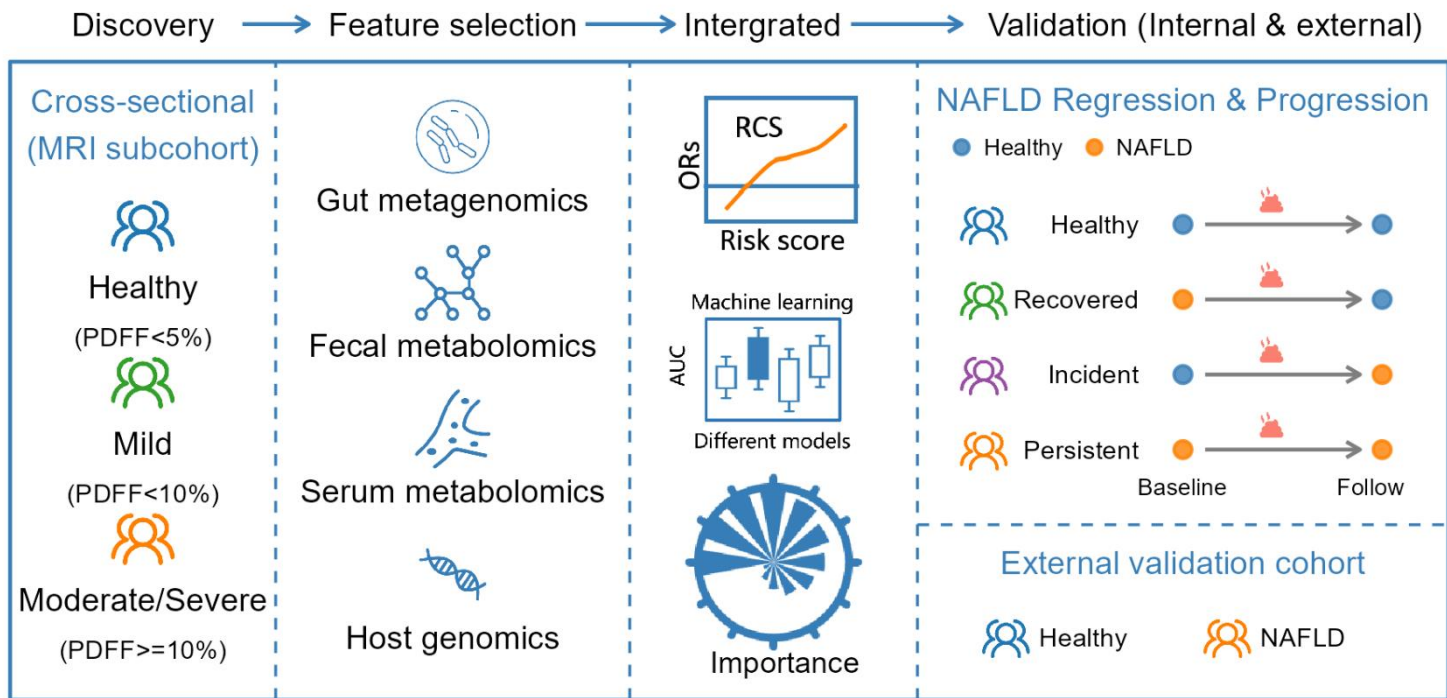 Discovery
Feature selection
Intergrated
Validation (Internal & external)
Cross-sectional
(MRI subcohort)
Healthy
(PDFF<5%)
Mild
(PDFF<10%)
Moderate/Severe
(PDFF>=10%)
Gut metagenomics
Fecal metabolomics
Serum metabolomics
Host genomics
RCS
ORs
Risk score
Machine learning
AUC
Different models
Importance
NAFLD Regression & Progression
Healthy
NAFLD
Healthy
Recovered
Incident
Persistent
Baseline
Follow
External validation cohort
Healthy
NAFLD